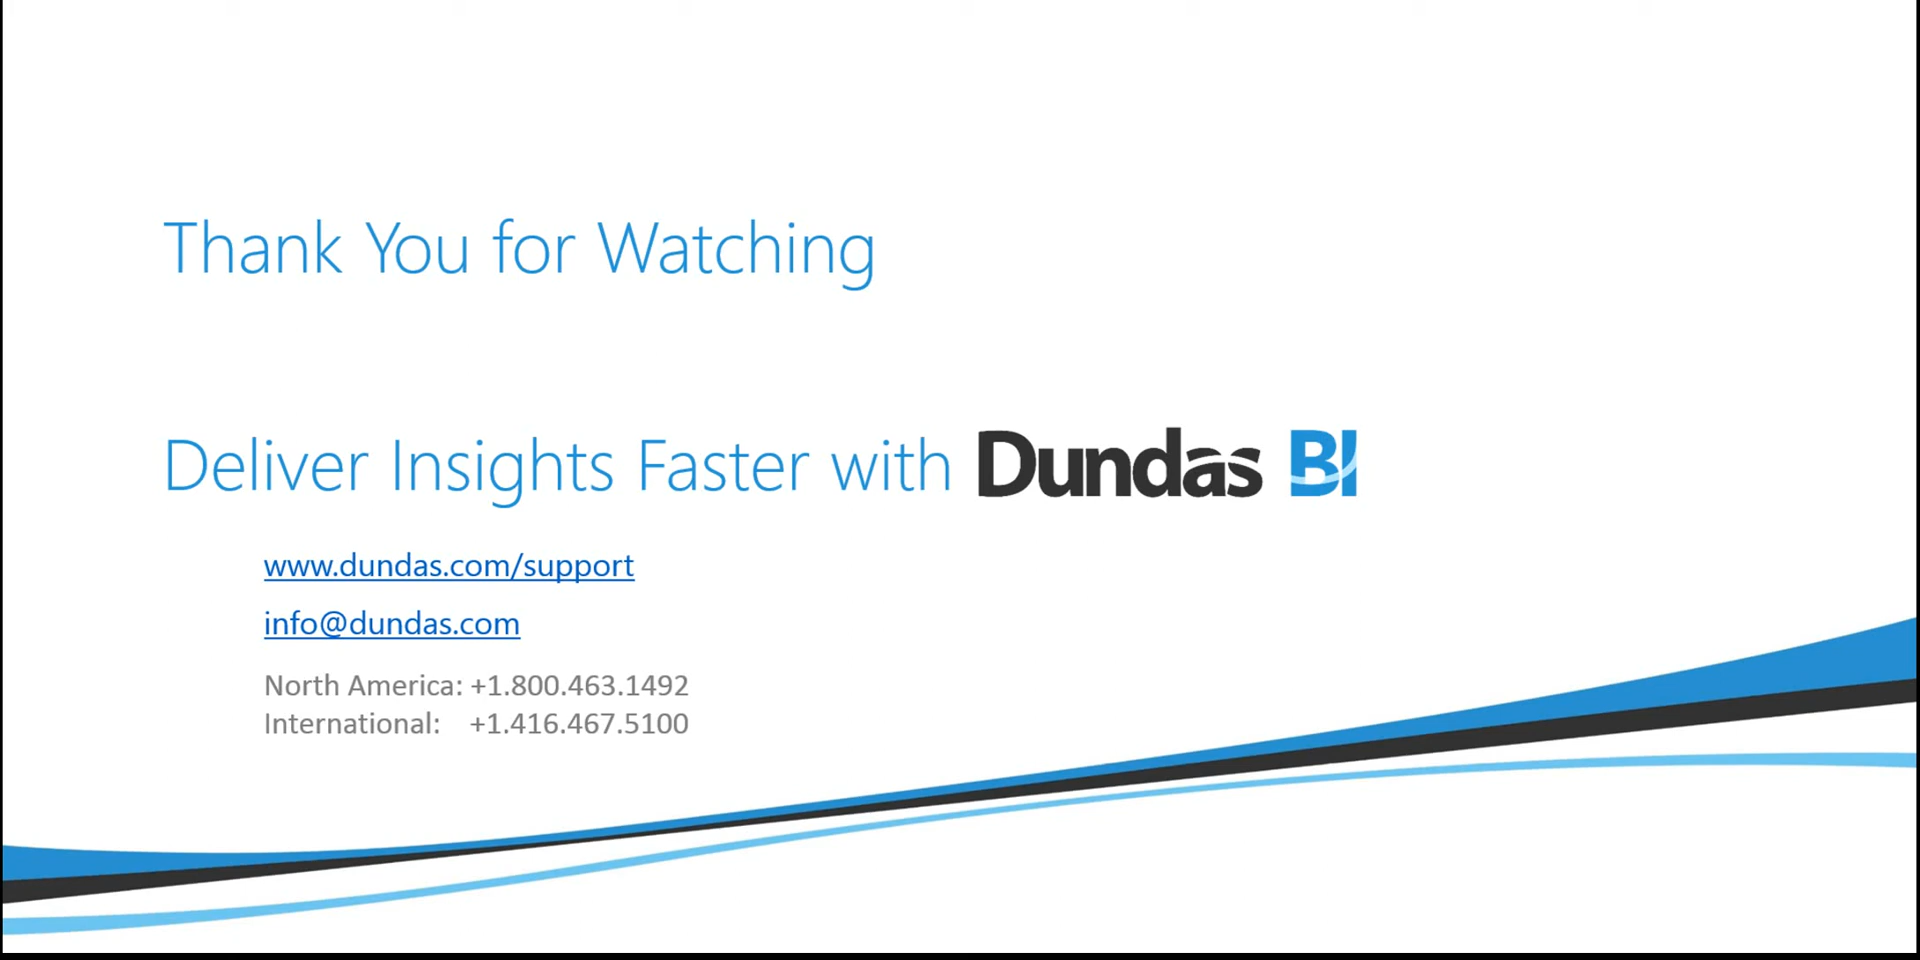 Thank You for Watching
Deliver Insights Faster with Dundas BI
www.dundas.com/support
info@dundas.com
North America: +1.800.463.1492
International: +1.416.467.5100